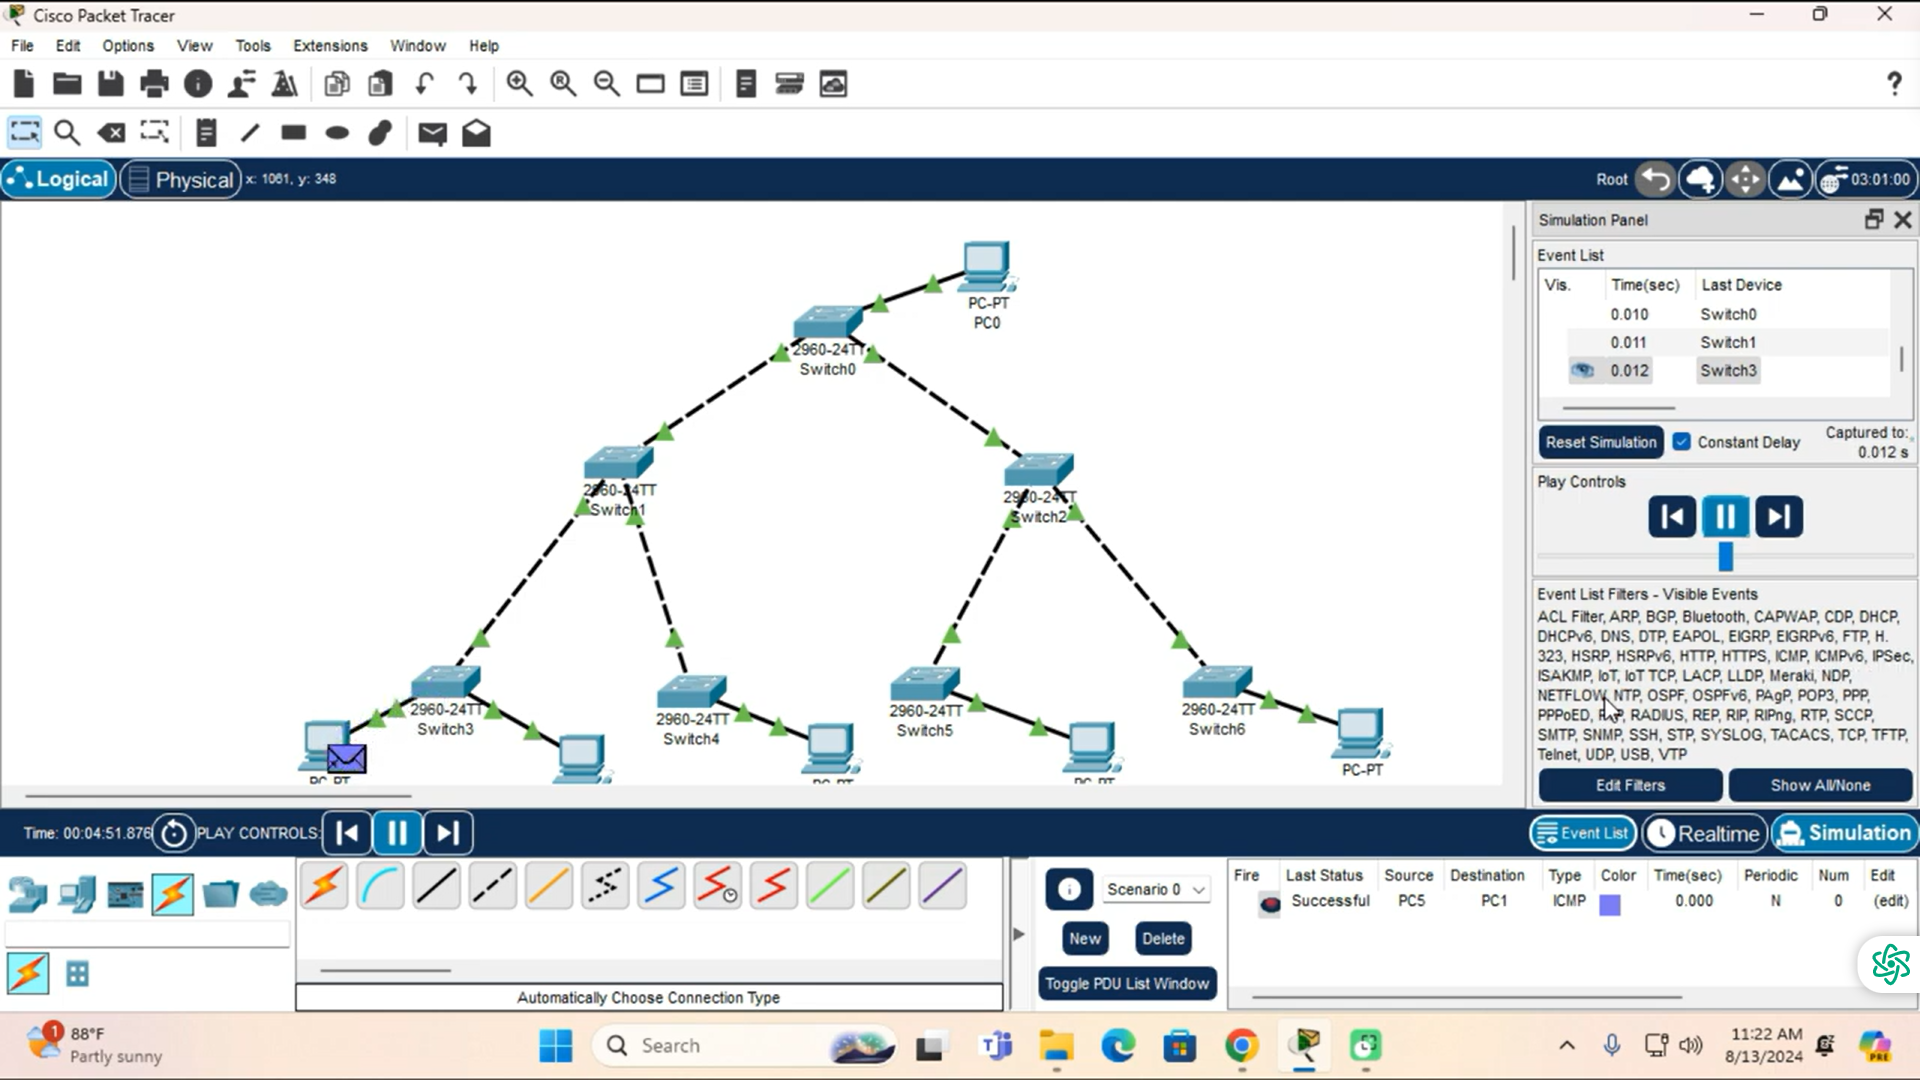 Cisco Packet Tracer
File Edit Options View Tools Extensions Window Help
Logical Physical x: 1061, y: 348 Root 03:01:00
Simulation Panel
Event List
Vis. Time(sec) Last Device
0.010 Switch0
0.011 Switch1
0.012 Switch3
Reset Simulation Constant Delay Captured to:
0.012 s
Play Controls
Event List Filters - Visible Events
ACL Filter, ARP, BGP, Bluetooth, CAPWAP, CDP, DHCP,
DHCPv6, DNS, DTP, EAPOL, EIGRP, EIGRPv6, FTP, H.
323, HSRP, HSRPv6, HTTP, HTTPS, ICMP, ICMPv6, IPSec,
ISAKMP, IoT, IoT TCP, LACP, LLDP, Meraki, NDP,
NETFLOW, NTP, OSPF, OSPFv6, PAgP, POP3, PPP,
PPPoED, RADIUS, REP, RIP, RIPng, RTP, SCCP,
SMTP, SNMP, SSH, STP, SYSLOG, TACACS, TCP, TFTP,
Telnet, UDP, USB, VTP
Edit Filters Show All/None
PC-PT
PC0
2960-24TT
Switch0
2960-24TT
Switch1
2960-24TT
Switch2
2960-24TT
Switch3
2960-24TT
Switch4
2960-24TT
Switch5
2960-24TT
Switch6
PC-PT
PC-PT
PC-PT
PC-PT
Time: 00:04:51.876 PLAY CONTROLS: Event List Realtime Simulation
Scenario 0
New Delete
Toggle PDU List Window
Fire Last Status Source Destination Type Color Time(sec) Periodic Num Edit
Successful PC5 PC1 ICMP 0.000 N 0 (edit)
Automatically Choose Connection Type
1
88°F
Partly sunny
Search
11:22 AM
8/13/2024
PRE